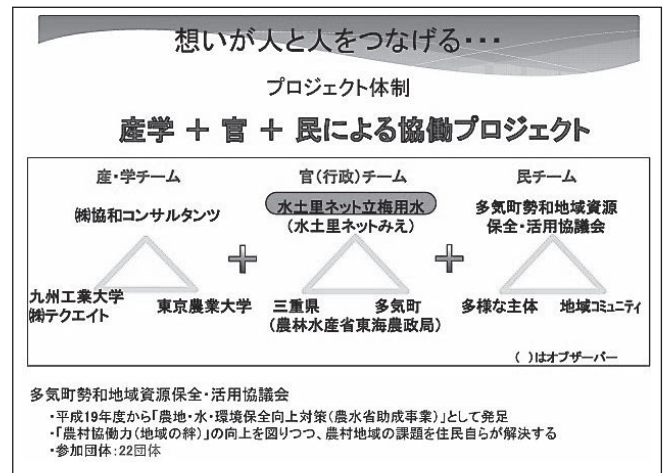 想いが人と人をつなげる・・・
プロジェクト体制
産学 ＋ 官 ＋ 民による協働プロジェクト
産・学チーム
官(行政)チーム
民チーム
㈱協和コンサルタンツ
水土里ネット立梅用水
(水土里ネットみえ)
多気町勢和地域資源
保全・活用協議会
＋
＋
九州工業大学
㈱テクエイト
東京農業大学
三重県
多気町
(農林水産省東海農政局)
多様な主体
地域コミュニティ
( )はオブザーバー
多気町勢和地域資源保全・活用協議会
・平成19年度から「農地・水・環境保全向上対策(農水省助成事業)」として発足
・「農村協働力(地域の絆)」の向上を図りつつ、農村地域の課題を住民自らが解決する
・参加団体：22団体